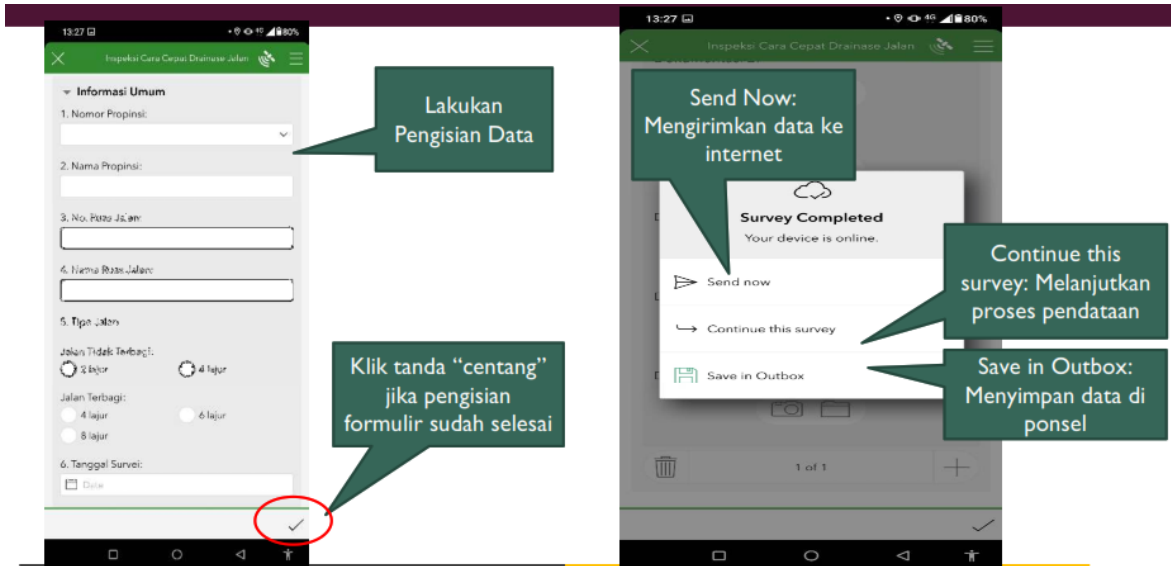 13:27
4G 80%
Inspeksi Cara Cepat Drainase Jalan
Informasi Umum
1. Nomor Propinsi:
2. Nama Propinsi:
3. No. Ruas Jalan:
4. Nama Ruas Jalan:
5. Tipe Jalan
Jalan Tidak Terbagi:
2 lajur
4 lajur
Jalan Terbagi:
4 lajur
6 lajur
8 lajur
6. Tanggal Survei:
Date
Lakukan
Pengisian Data
Klik tanda “centang”
jika pengisian
formulir sudah selesai
13:27
4G 80%
Inspeksi Cara Cepat Drainase Jalan
Send Now:
Mengirimkan data ke
internet
Survey Completed
Your device is online.
Send now
Continue this survey
Save in Outbox
1 of 1
Continue this
survey: Melanjutkan
proses pendataan
Save in Outbox:
Menyimpan data di
ponsel